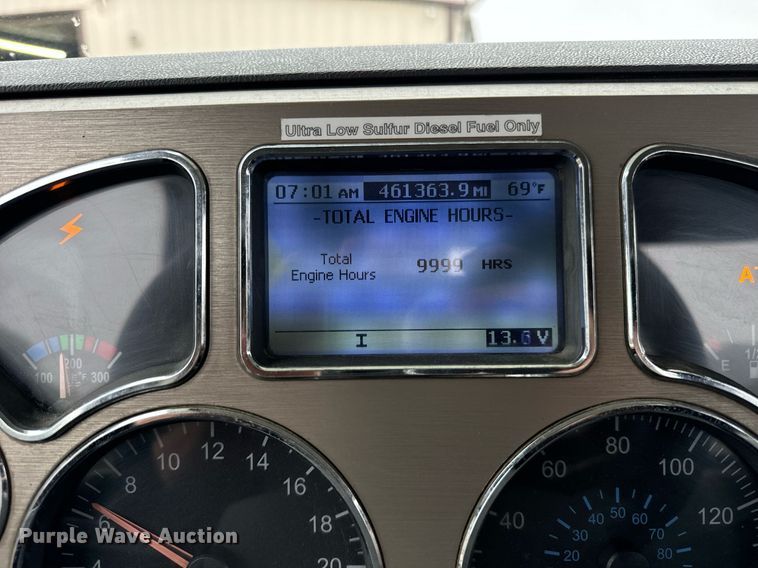 Ultra Low Sulfur Diesel Fuel Only
07:01 AM 461363.9 MI 69°F
-TOTAL ENGINE HOURS-
Total
Engine Hours
9999 HRS
I
13.6 V
100 200 300
°F
E 1/
A
4 6 8 10 12 14 16 18 20
40 60 80 100 120
20 30 40 50 60 70 80
Purple Wave Auction